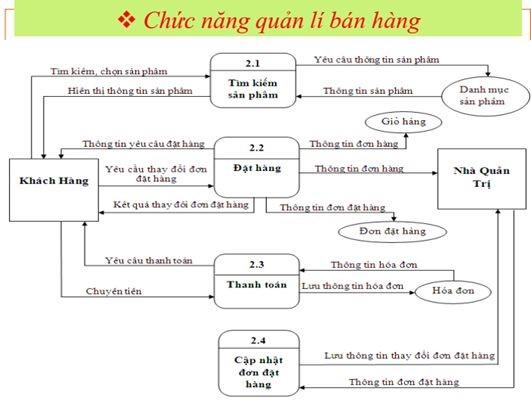 ❖ Chức năng quản lí bán hàng
2.1
Tìm kiếm
sản phẩm
Tìm kiếm, chọn sản phẩm
Hiển thị thông tin sản phẩm
Yêu cầu thông tin sản phẩm
Thông tin sản phẩm
Danh mục
sản phẩm
Giỏ hàng
2.2
Đặt hàng
Thông tin yêu cầu đặt hàng
Yêu cầu thay đổi đơn
đặt hàng
Kết quả thay đổi đơn đặt hàng
Thông tin đơn hàng
Thông tin đơn hàng
Thông tin đơn đặt hàng
Đơn đặt hàng
Khách Hàng
Nhà Quản
Trị
2.3
Thanh toán
Yêu cầu thanh toán
Chuyển tiền
Thông tin hóa đơn
Lưu thông tin hóa đơn
Hóa đơn
2.4
Cập nhật
đơn đặt
hàng
Lưu thông tin thay đổi đơn đặt hàng
Thông tin đơn đặt hàng